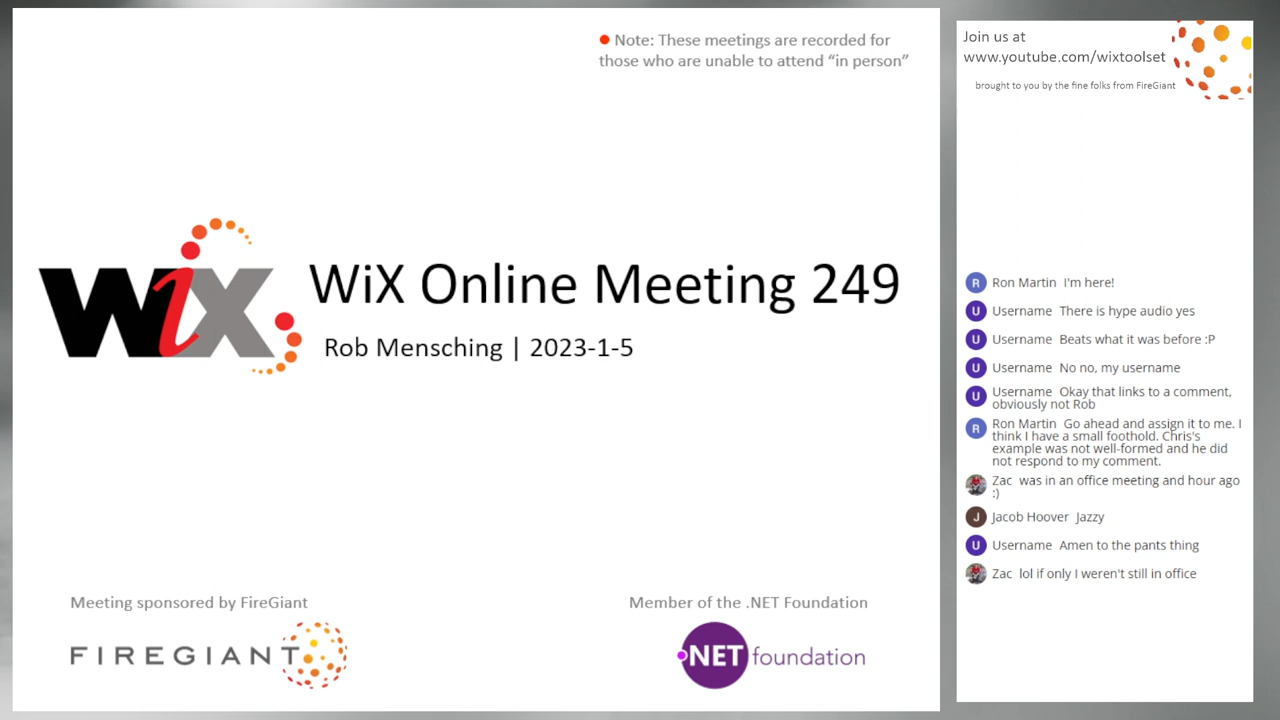 Note: These meetings are recorded for
those who are unable to attend “in person”
WiX
WiX Online Meeting 249
Rob Mensching | 2023-1-5
Meeting sponsored by FireGiant
FIREGIANT
Member of the .NET Foundation
.NET foundation
Join us at
www.youtube.com/wixtoolset
brought to you by the fine folks from FireGiant
R Ron Martin I'm here!
U Username There is hype audio yes
U Username Beats what it was before :P
U Username No no, my username
U Username Okay that links to a comment,
obviously not Rob
R Ron Martin Go ahead and assign it to me. I
think I have a small foothold. Chris's
example was not well-formed and he did
not respond to my comment.
Zac was in an office meeting and hour ago
:)
J Jacob Hoover Jazzy
U Username Amen to the pants thing
Zac lol if only I weren't still in office